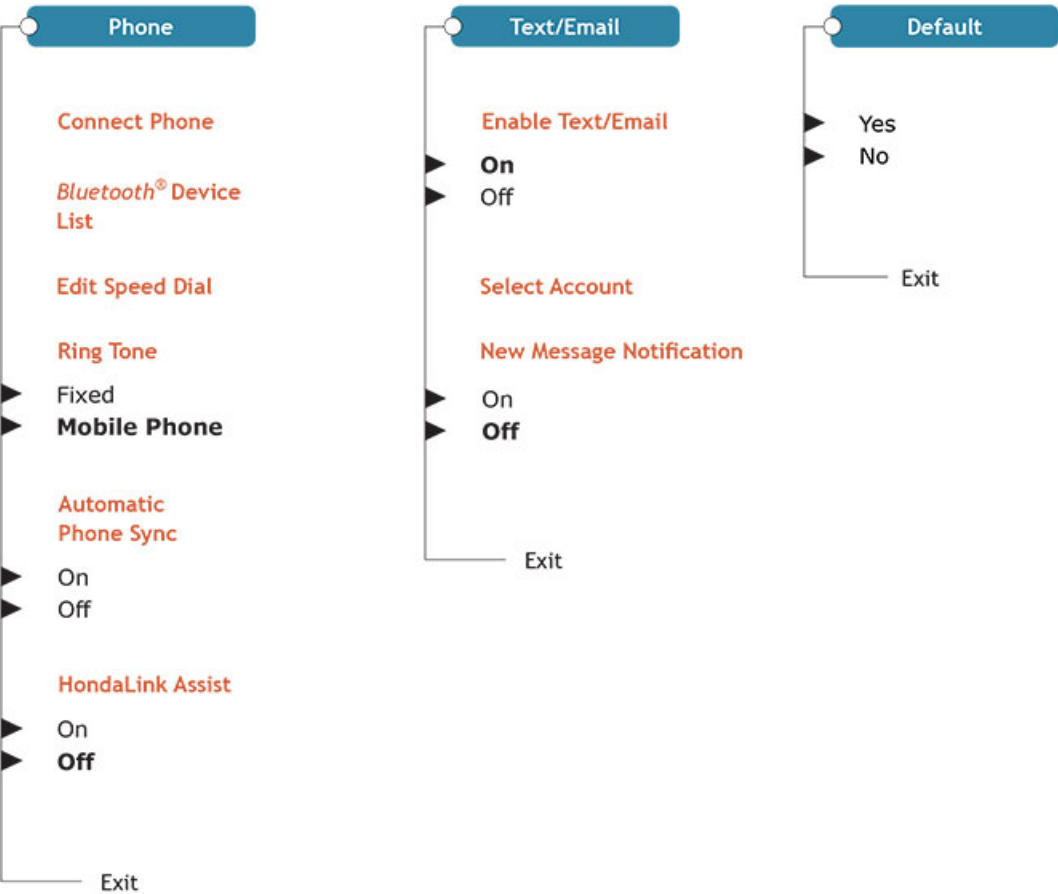 Phone
Connect Phone
Bluetooth® Device
List
Edit Speed Dial
Ring Tone
Fixed
Mobile Phone
Automatic
Phone Sync
On
Off
HondaLink Assist
On
Off
Exit
Text/Email
Enable Text/Email
On
Off
Select Account
New Message Notification
On
Off
Exit
Default
Yes
No
Exit